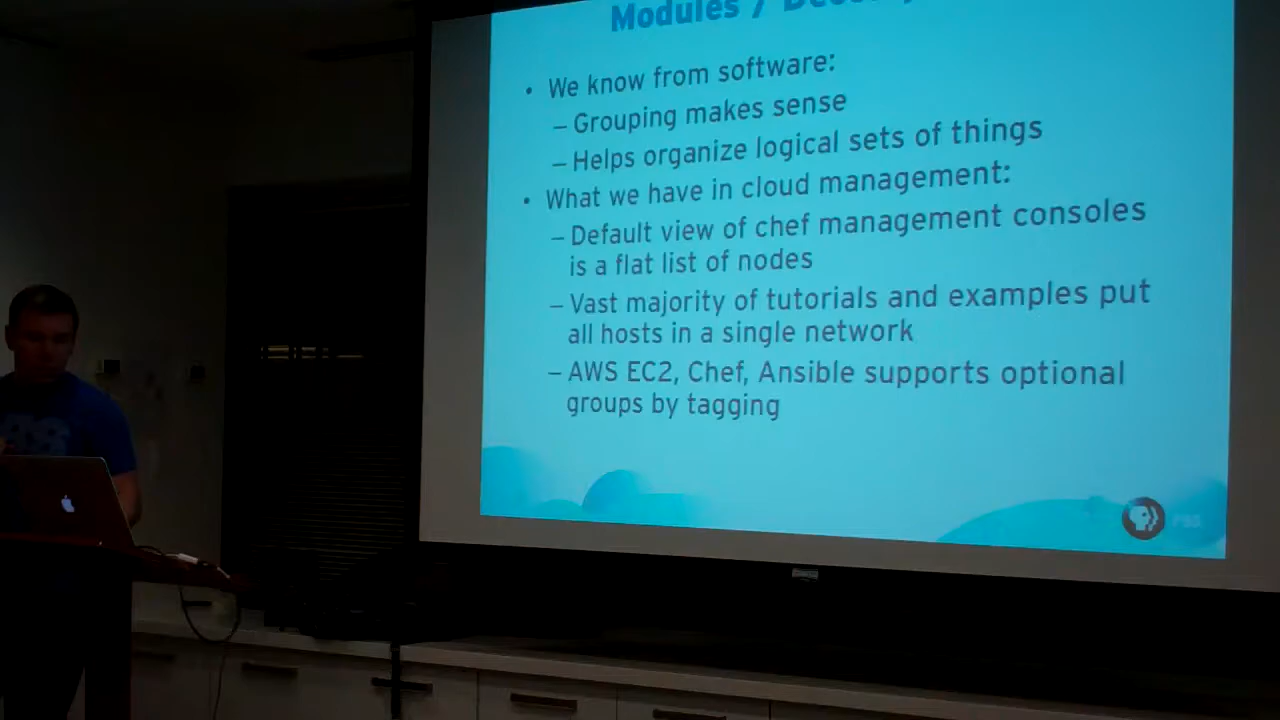 Modules /
• We know from software:
– Grouping makes sense
– Helps organize logical sets of things
• What we have in cloud management:
– Default view of chef management consoles
is a flat list of nodes
– Vast majority of tutorials and examples put
all hosts in a single network
– AWS EC2, Chef, Ansible supports optional
groups by tagging
PBS